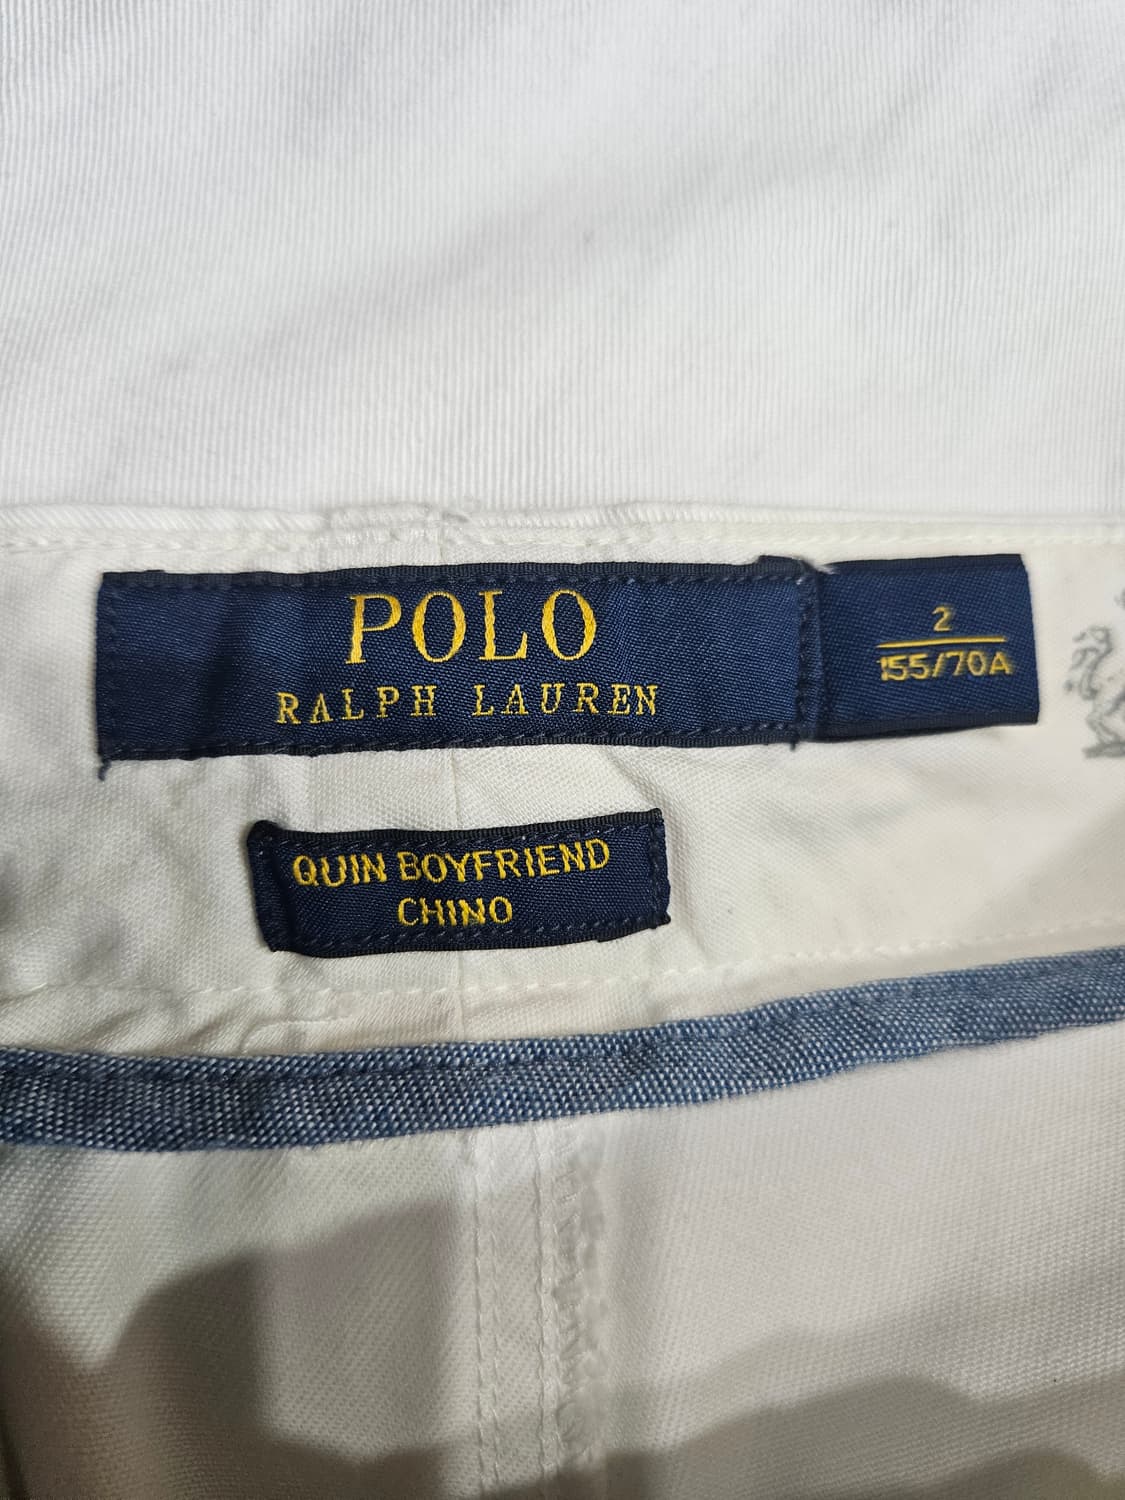 POLO
RALPH LAUREN
2
155/70A
QUIN BOYFRIEND
CHINO